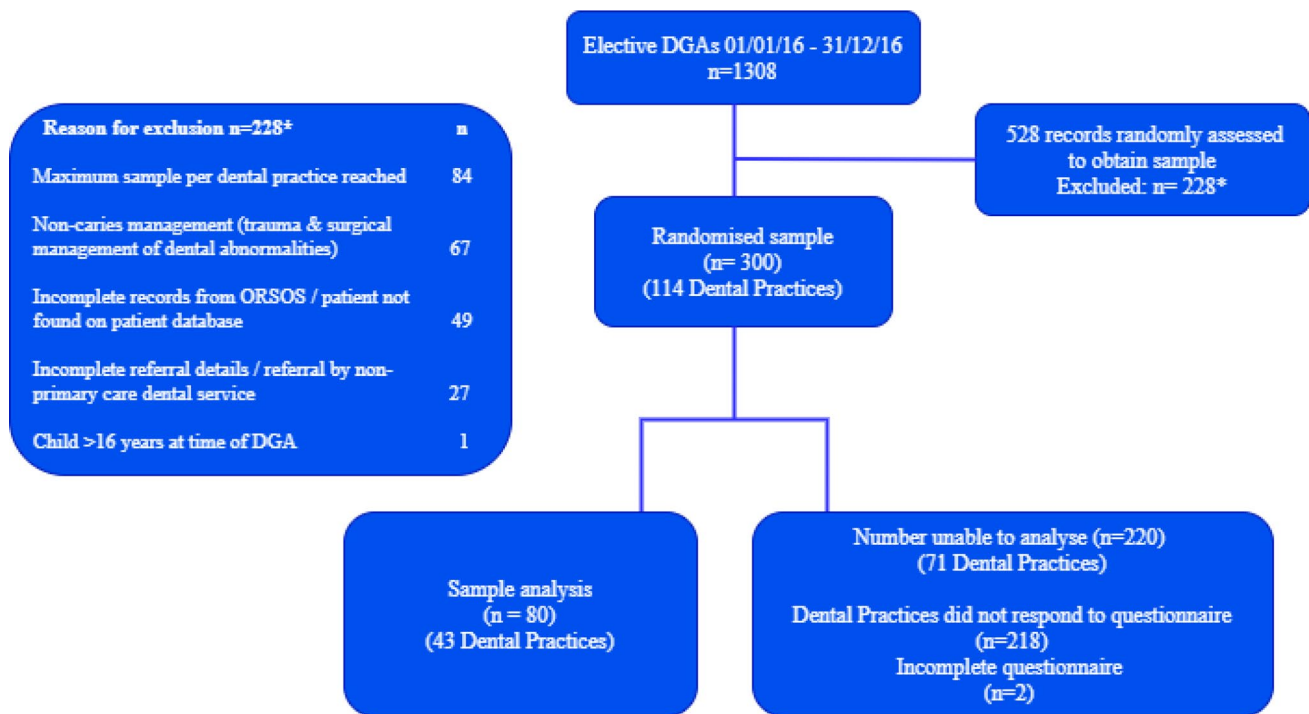 Elective DGAs 01/01/16 - 31/12/16
n=1308
Reason for exclusion n=228* n
Maximum sample per dental practice reached 84
Non-caries management (trauma & surgical
management of dental abnormalities) 67
Incomplete records from ORSOS / patient not
found on patient database 49
Incomplete referral details / referral by non-
primary care dental service 27
Child >16 years at time of DGA 1
528 records randomly assessed
to obtain sample
Excluded: n= 228*
Randomised sample
(n= 300)
(114 Dental Practices)
Sample analysis
(n = 80)
(43 Dental Practices)
Number unable to analyse (n=220)
(71 Dental Practices)
Dental Practices did not respond to questionnaire
(n=218)
Incomplete questionnaire
(n=2)